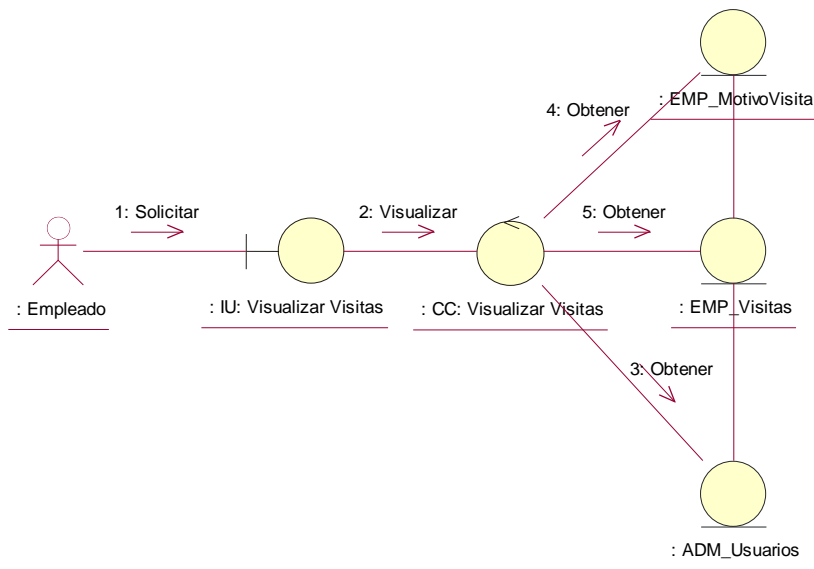 4: Obtener
: EMP_MotivoVisita
1: Solicitar
2: Visualizar
5: Obtener
: Empleado
: IU: Visualizar Visitas
: CC: Visualizar Visitas
: EMP_Visitas
3: Obtener
: ADM_Usuarios